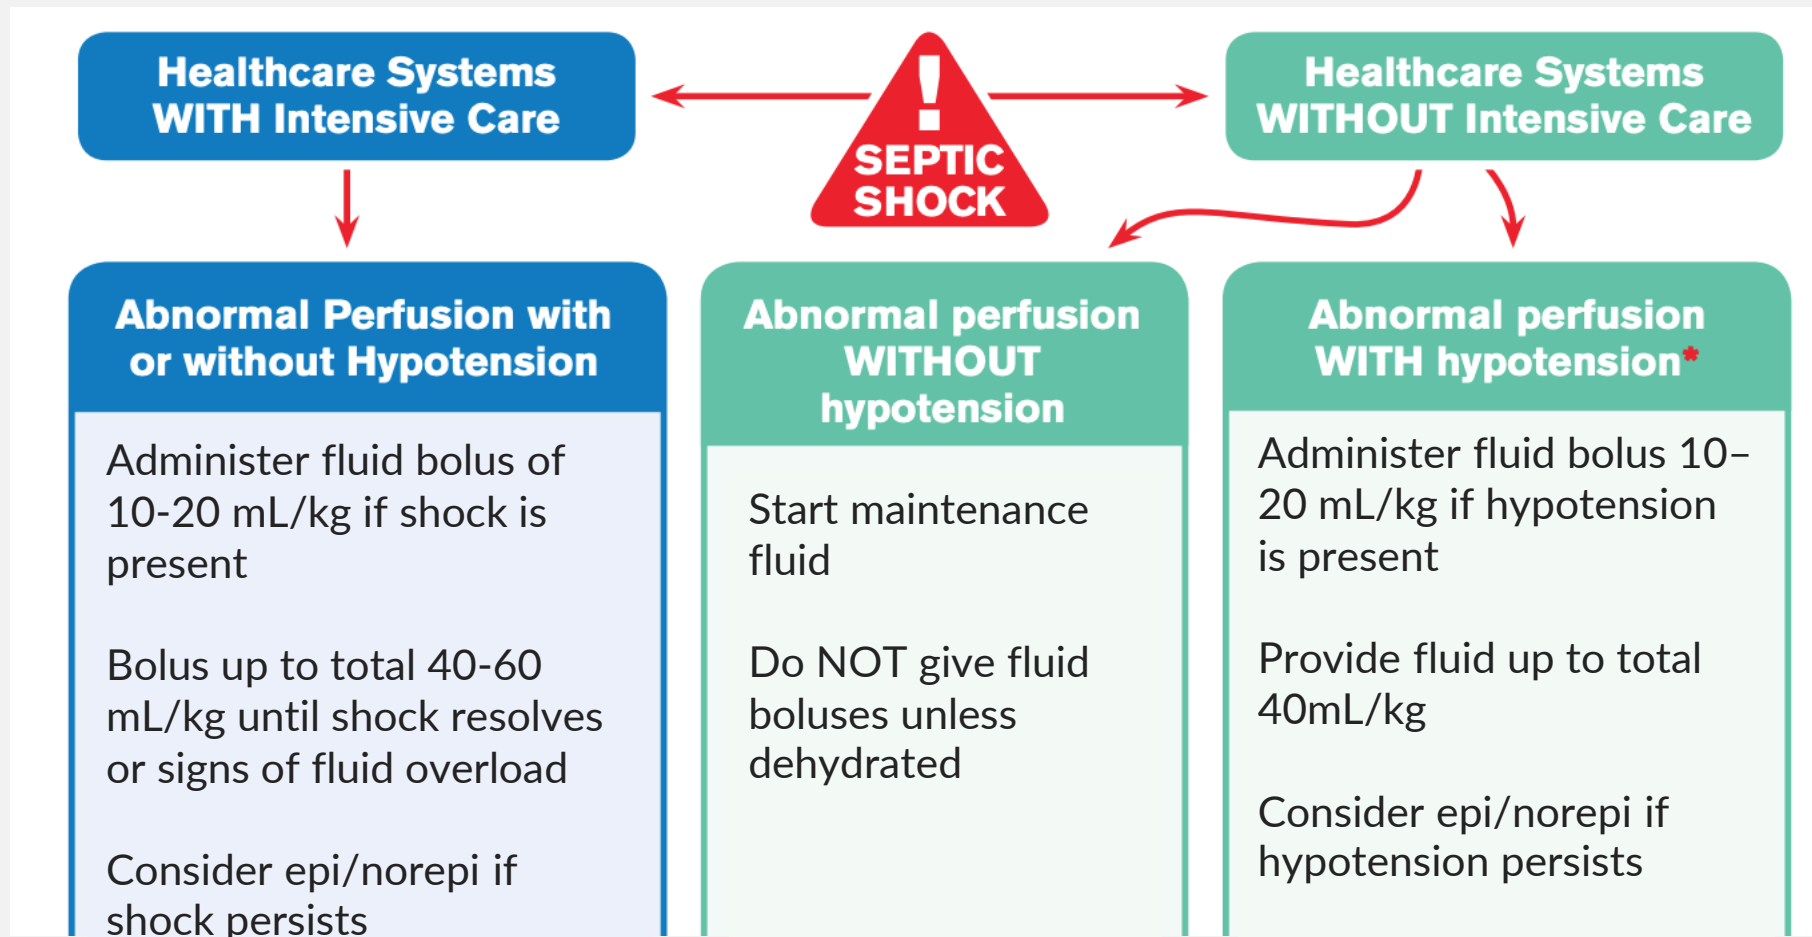 Healthcare Systems
WITH Intensive Care
!
SEPTIC
SHOCK
Healthcare Systems
WITHOUT Intensive Care
Abnormal Perfusion with
or without Hypotension
Administer fluid bolus of
10-20 mL/kg if shock is
present
Bolus up to total 40-60
mL/kg until shock resolves
or signs of fluid overload
Consider epi/norepi if
shock persists
Abnormal perfusion
WITHOUT
hypotension
Start maintenance
fluid
Do NOT give fluid
boluses unless
dehydrated
Abnormal perfusion
WITH hypotension*
Administer fluid bolus 10–
20 mL/kg if hypotension
is present
Provide fluid up to total
40mL/kg
Consider epi/norepi if
hypotension persists